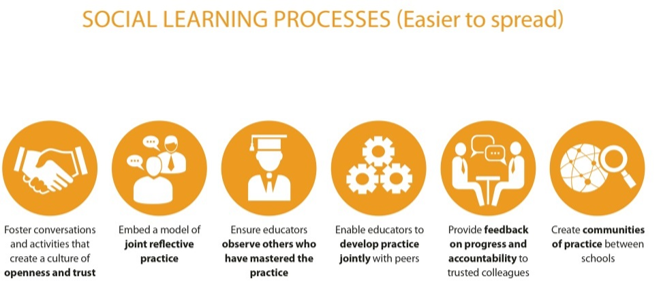 SOCIAL LEARNING PROCESSES (Easier to spread)
Foster conversations
and activities that
create a culture of
openness and trust
Embed a model of
joint reflective
practice
Ensure educators
observe others who
have mastered the
practice
Enable educators to
develop practice
jointly with peers
Provide feedback
on progress and
accountability to
trusted colleagues
Create communities
of practice between
schools